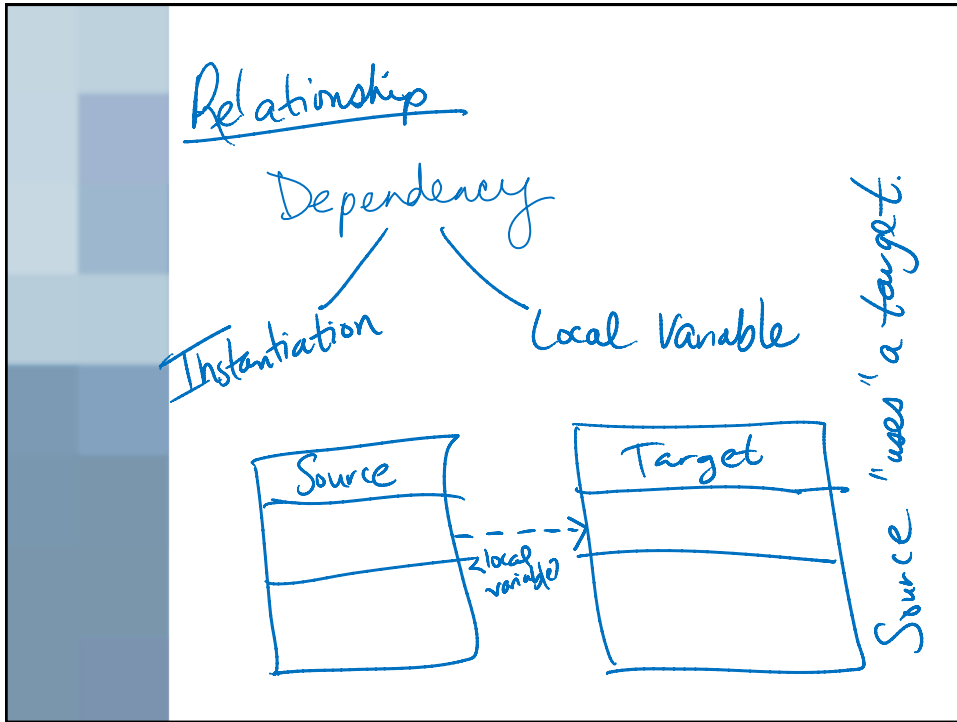 Relationship
Dependency
Instantiation
Local Variable
Source
Target
<local
variable>
Source "uses" a target.